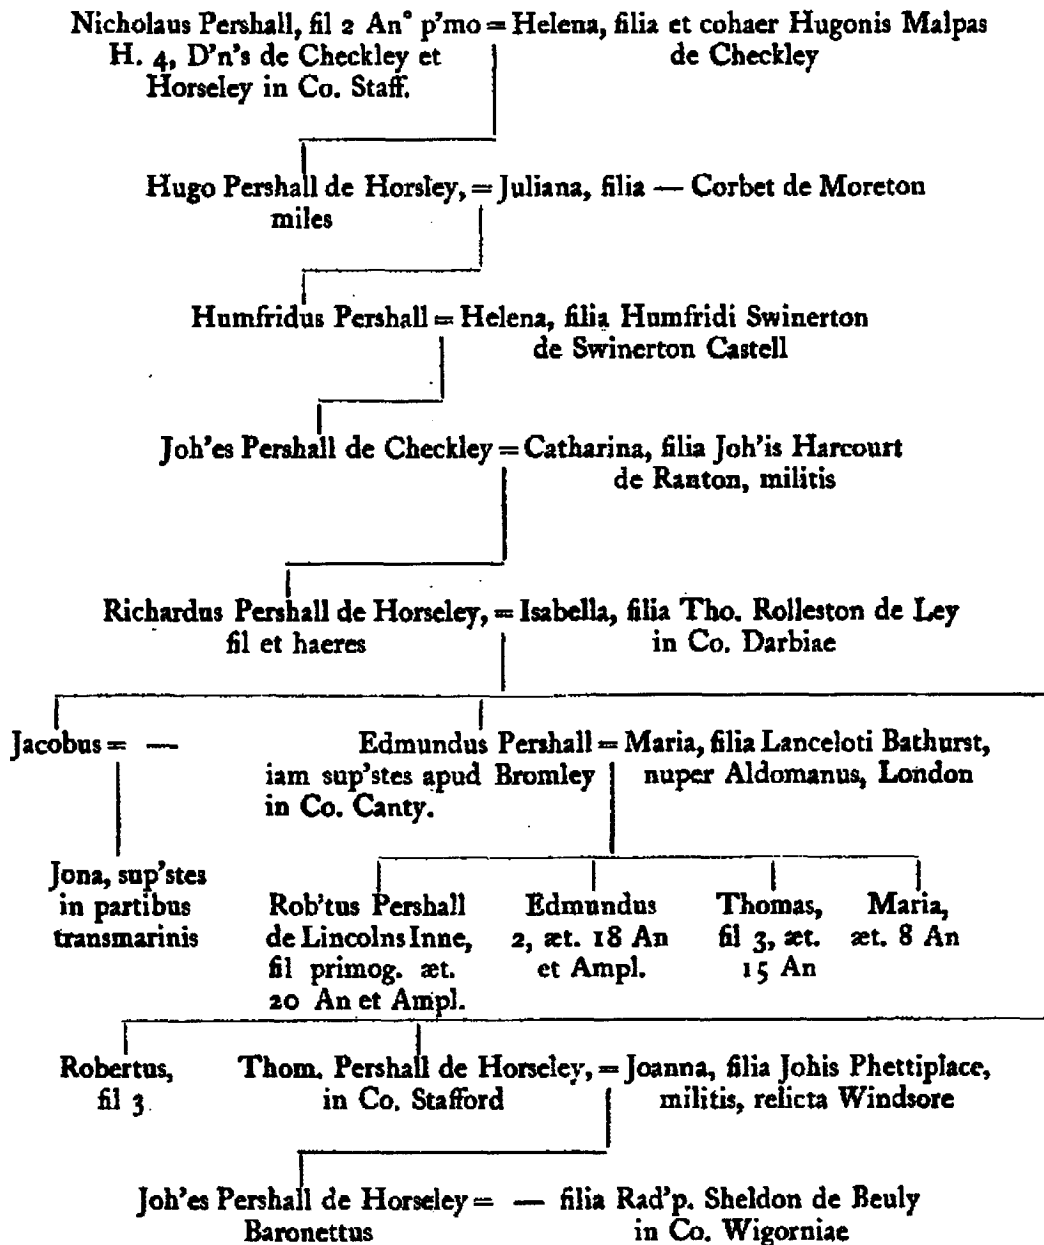 Nicholaus Pershall, fil 2 An° p'mo = Helena, filia et cohaer Hugonis Malpas
H. 4, D'n's de Checkley et
Horseley in Co. Staff.
de Checkley
Hugo Pershall de Horsley, = Juliana, filia — Corbet de Moreton
miles
Humfridus Pershall = Helena, filia Humfridi Swinerton
de Swinerton Castell
Joh'es Pershall de Checkley = Catharina, filia Joh'is Harcourt
de Ranton, militis
Richardus Pershall de Horseley, = Isabella, filia Tho. Rolleston de Ley
fil et haeres
in Co. Darbiae
Jacobus = —
Edmundus Pershall = Maria, filia Lanceloti Bathurst,
iam sup'stes apud Bromley
in Co. Canty.
nuper Aldomanus, London
Jona, sup'stes
in partibus
transmarinis
Rob'tus Pershall
de Lincolns Inne,
fil primog. æt.
20 An et Ampl.
Edmundus
2, æt. 18 An
et Ampl.
Thomas,
fil 3, æt.
15 An
Maria,
æt. 8 An
Robertus,
fil 3
Thom. Pershall de Horseley, = Joanna, filia Johis Phettiplace,
in Co. Stafford
militis, relicta Windsore
Joh'es Pershall de Horseley = — filia Rad'p. Sheldon de Beuly
Baronettus
in Co. Wigorniae